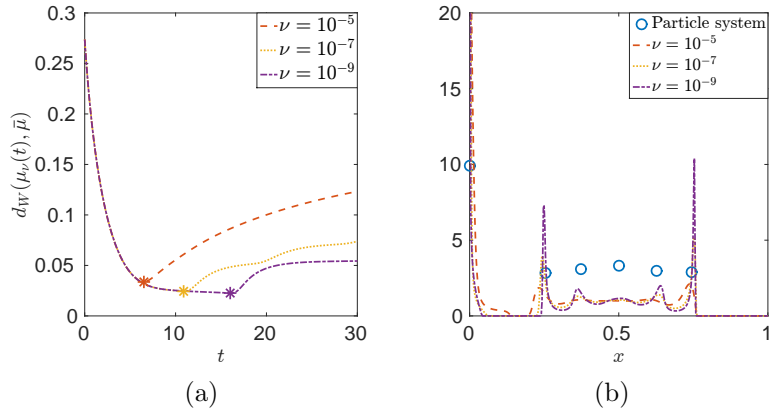 0.3
0.25
0.2
0.15
0.1
0.05
0
d_W(μ_ν(t), μ̄)
0 10 20 30
t
ν = 10⁻⁵
ν = 10⁻⁷
ν = 10⁻⁹
(a)
20
15
10
5
0
0 0.5 1
x
Particle system
ν = 10⁻⁵
ν = 10⁻⁷
ν = 10⁻⁹
(b)